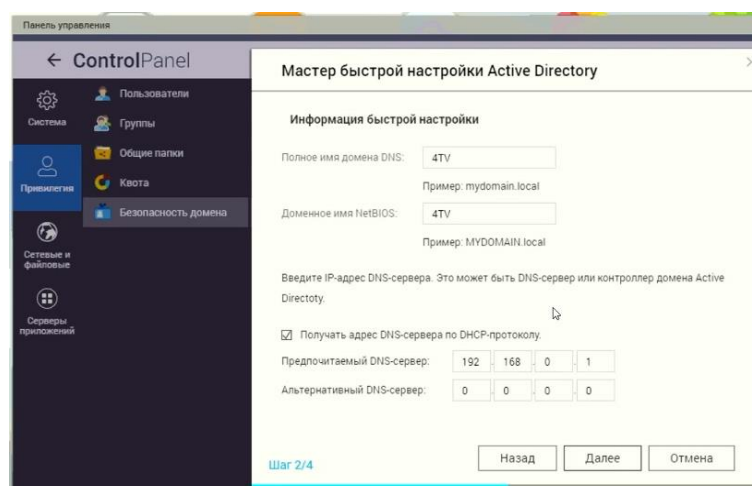 Панель управления
← ControlPanel
Система
Привилегия
Сетевые и
файловые
Серверы
приложений
Пользователи
Группы
Общие папки
Квота
Безопасность домена
Мастер быстрой настройки Active Directory
Информация быстрой настройки
Полное имя домена DNS: 4TV
Пример: mydomain.local
Доменное имя NetBIOS: 4TV
Пример: MYDOMAIN.local
Введите IP-адрес DNS-сервера. Это может быть DNS-сервер или контроллер домена Active
Directoty.
Получать адрес DNS-сервера по DHCP-протоколу.
Предпочитаемый DNS-сервер: 192 . 168 . 0 . 1
Альтернативный DNS-сервер: 0 . 0 . 0 . 0
Шаг 2/4
Назад Далее Отмена